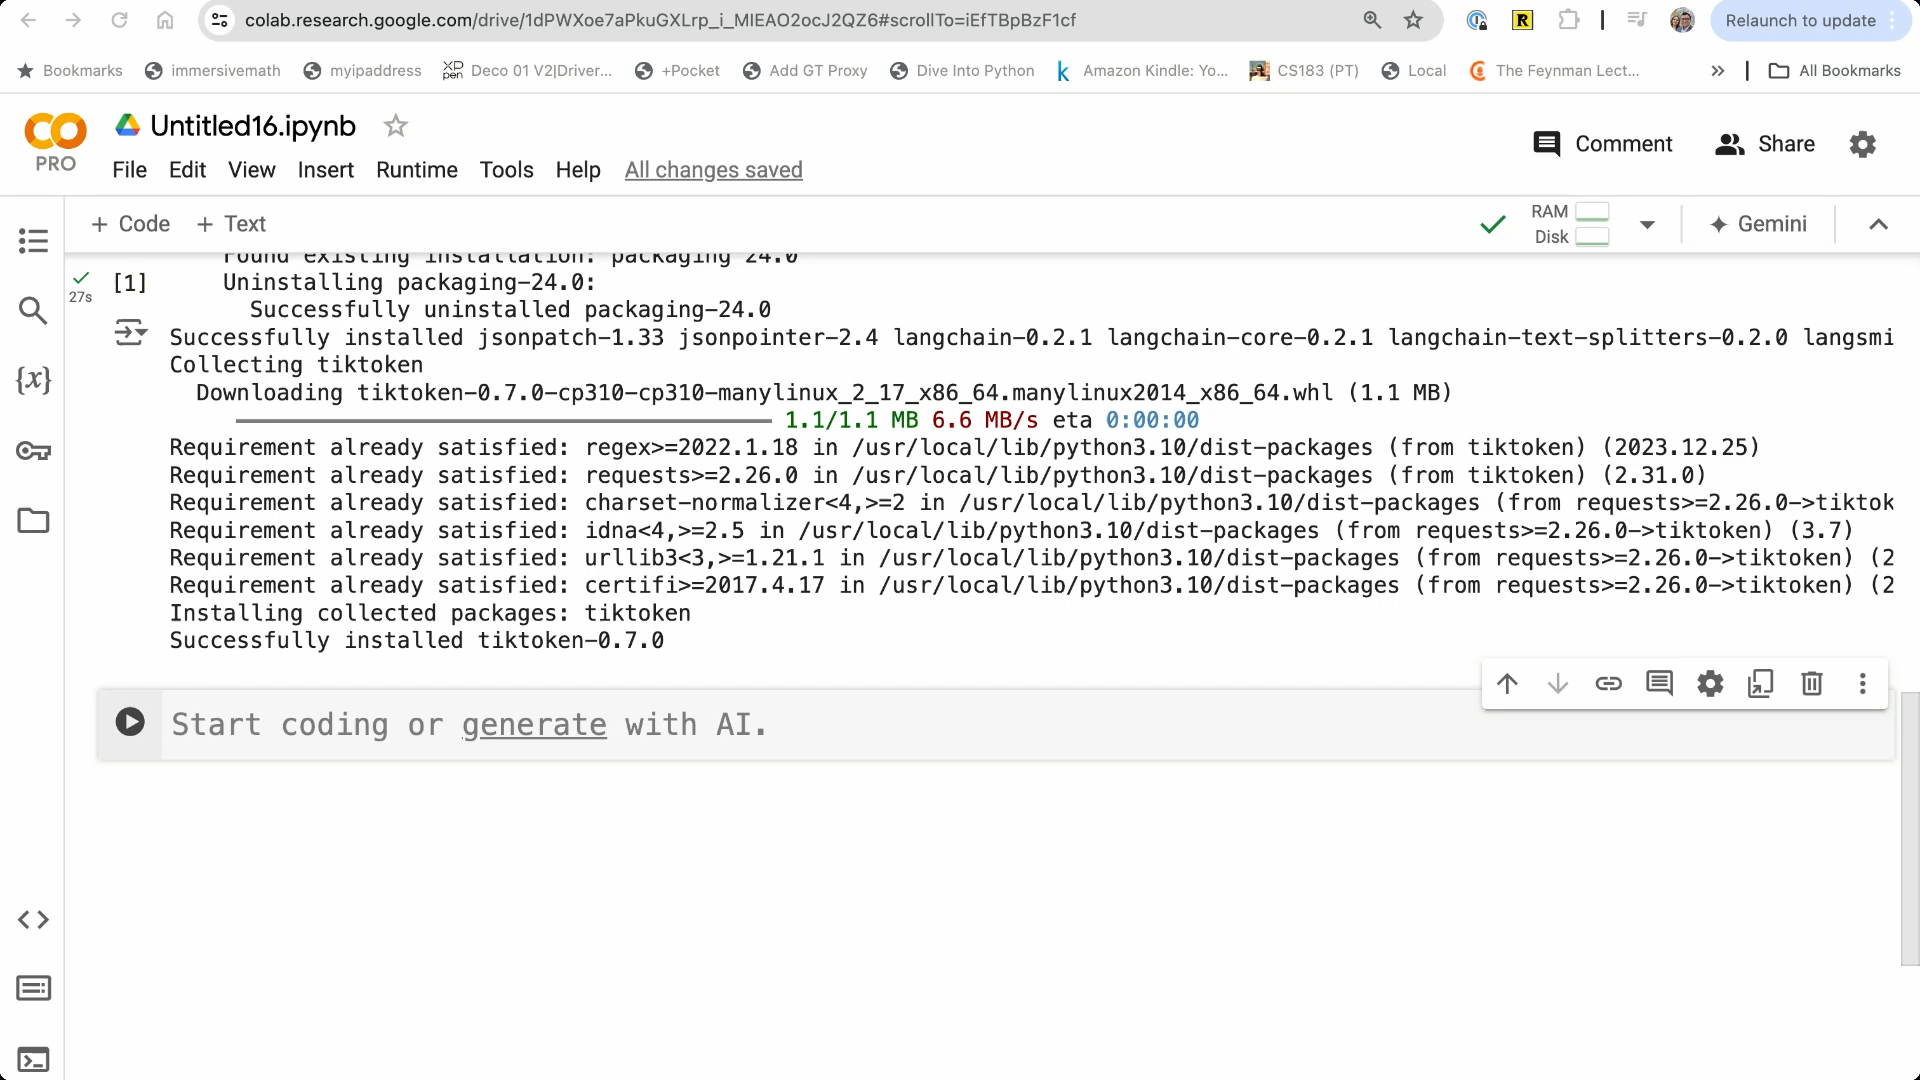 colab.research.google.com/drive/1dPWXoe7aPkuGXLrp_i_MIEAO2ocJ2QZ6#scrollTo=iEfTBpBzF1cf
Relaunch to update
Bookmarks immersivemath myipaddress XD pen Deco 01 V2|Driver... +Pocket Add GT Proxy Dive Into Python Amazon Kindle: Yo... CS183 (PT) Local The Feynman Lect... All Bookmarks
CO PRO
Untitled16.ipynb
File Edit View Insert Runtime Tools Help All changes saved
Comment Share
+ Code + Text
RAM
Disk
Gemini
Found existing installation: packaging 24.0
27s [1] Uninstalling packaging-24.0:
Successfully uninstalled packaging-24.0
Successfully installed jsonpatch-1.33 jsonpointer-2.4 langchain-0.2.1 langchain-core-0.2.1 langchain-text-splitters-0.2.0 langsmi
Collecting tiktoken
Downloading tiktoken-0.7.0-cp310-cp310-manylinux_2_17_x86_64.manylinux2014_x86_64.whl (1.1 MB)
1.1/1.1 MB 6.6 MB/s eta 0:00:00
Requirement already satisfied: regex>=2022.1.18 in /usr/local/lib/python3.10/dist-packages (from tiktoken) (2023.12.25)
Requirement already satisfied: requests>=2.26.0 in /usr/local/lib/python3.10/dist-packages (from tiktoken) (2.31.0)
Requirement already satisfied: charset-normalizer<4,>=2 in /usr/local/lib/python3.10/dist-packages (from requests>=2.26.0->tiktok
Requirement already satisfied: idna<4,>=2.5 in /usr/local/lib/python3.10/dist-packages (from requests>=2.26.0->tiktoken) (3.7)
Requirement already satisfied: urllib3<3,>=1.21.1 in /usr/local/lib/python3.10/dist-packages (from requests>=2.26.0->tiktoken) (2
Requirement already satisfied: certifi>=2017.4.17 in /usr/local/lib/python3.10/dist-packages (from requests>=2.26.0->tiktoken) (2
Installing collected packages: tiktoken
Successfully installed tiktoken-0.7.0
Start coding or generate with AI.